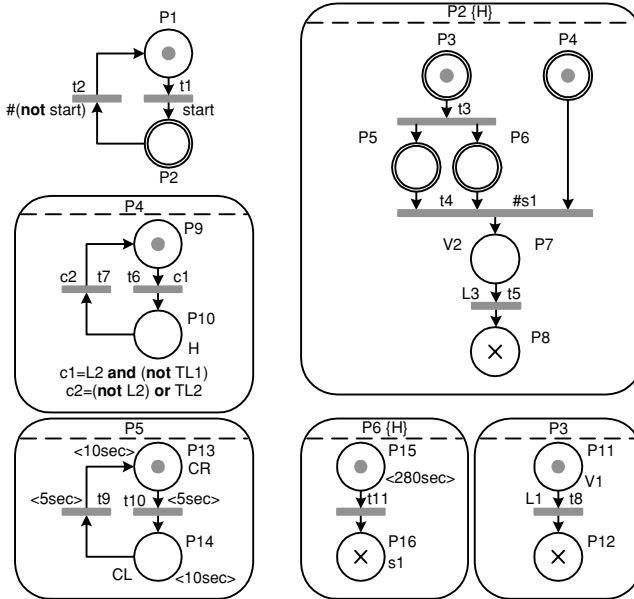 P1
t2
t1
#(not start)
start
P2
P2 {H}
P3
P4
t3
P5
P6
t4
#s1
V2
P7
L3
t5
P8
P4
P9
c2
t7
t6
c1
P10
H
c1=L2 and (not TL1)
c2=(not L2) or TL2
P5
<10sec>
P13
CR
<5sec>
t9
t10
<5sec>
P14
CL
<10sec>
P6 {H}
P15
<280sec>
t11
P16
s1
P3
P11
V1
L1
t8
P12